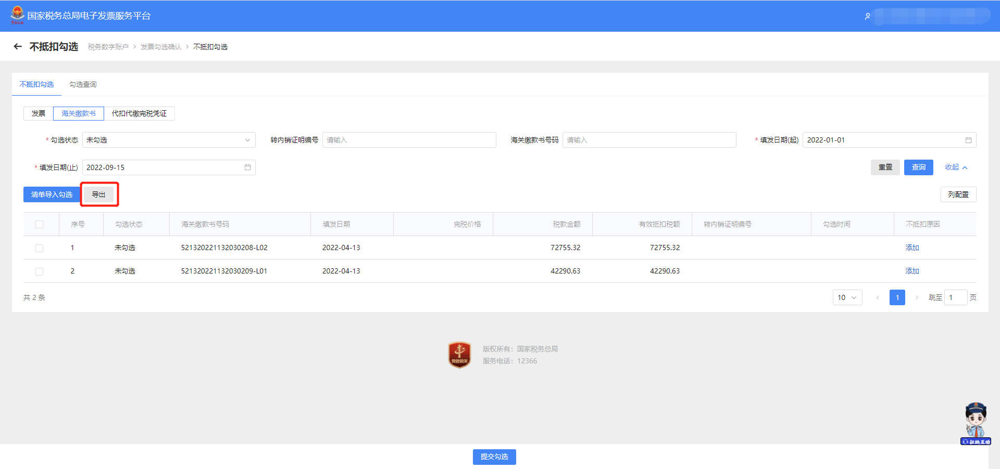 国家税务总局电子发票服务平台
不抵扣勾选 税务数字账户 > 发票勾选确认 > 不抵扣勾选
不抵扣勾选 勾选查询
发票 海关缴款书 代扣代缴完税凭证
* 勾选状态 未勾选 转内销证明编号 请输入 海关缴款书号码 请输入 * 填发日期(起) 2022-01-01
* 填发日期(止) 2022-09-15 重置 查询 收起
清单导入勾选 导出 列配置
序号 勾选状态 海关缴款书号码 填发日期 完税价格 税款金额 有效抵扣税额 转内销证明编号 勾选时间 不抵扣原因
1 未勾选 521320221132030208-L02 2022-04-13 72755.32 72755.32 添加
2 未勾选 521320221132030209-L01 2022-04-13 42290.63 42290.63 添加
共 2 条 10 1 跳至 1 页
党政机关
版权所有：国家税务总局
服务电话：12366
征纳互动
提交勾选